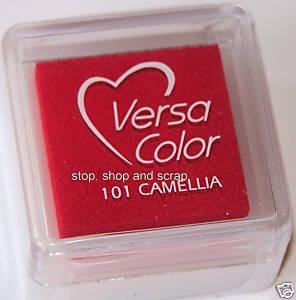 Versa
Color
stop. shop and scrap
101 CAMELLIA